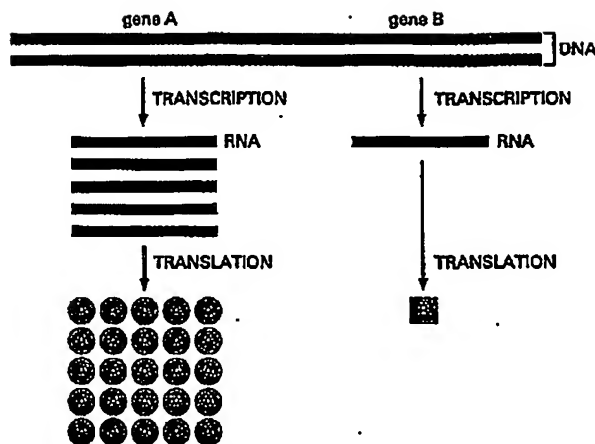 gene A gene B
DNA
TRANSCRIPTION TRANSCRIPTION
RNA RNA
TRANSLATION TRANSLATION